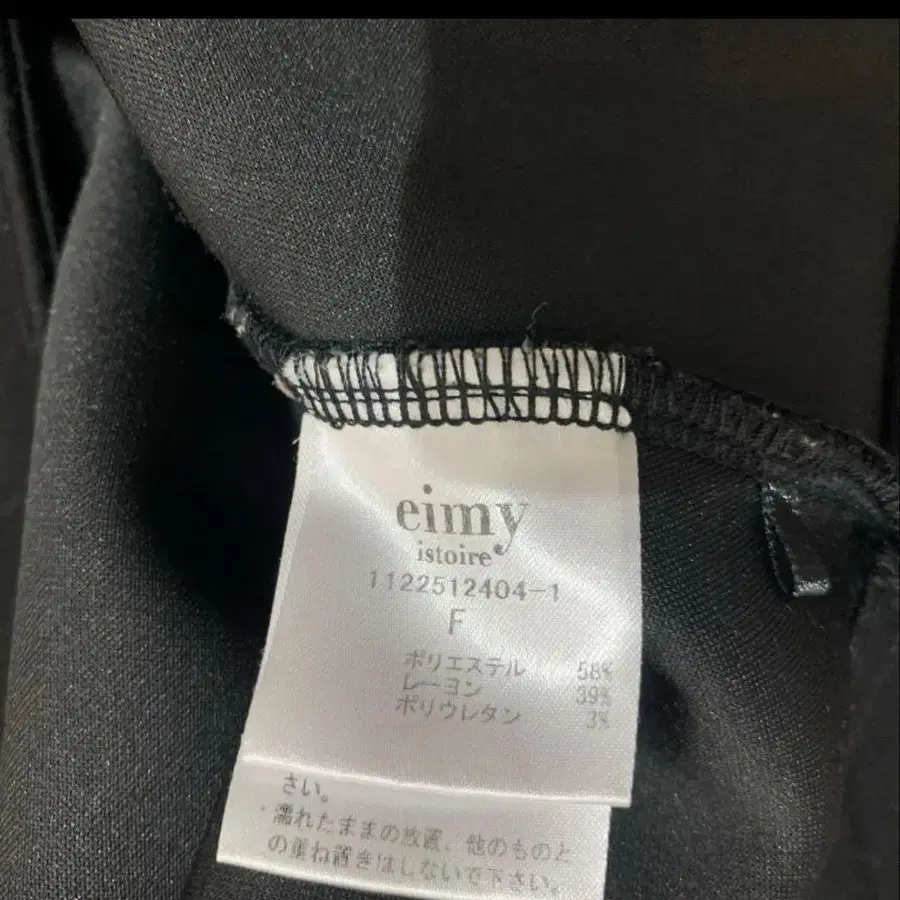 eimy
istoire
1122512404-1
F
ポリエステル 58%
レーヨン 39%
ポリウレタン 3%
さい。
・濡れたままの放置、他のものと
の重ね置きはしないで下さい。